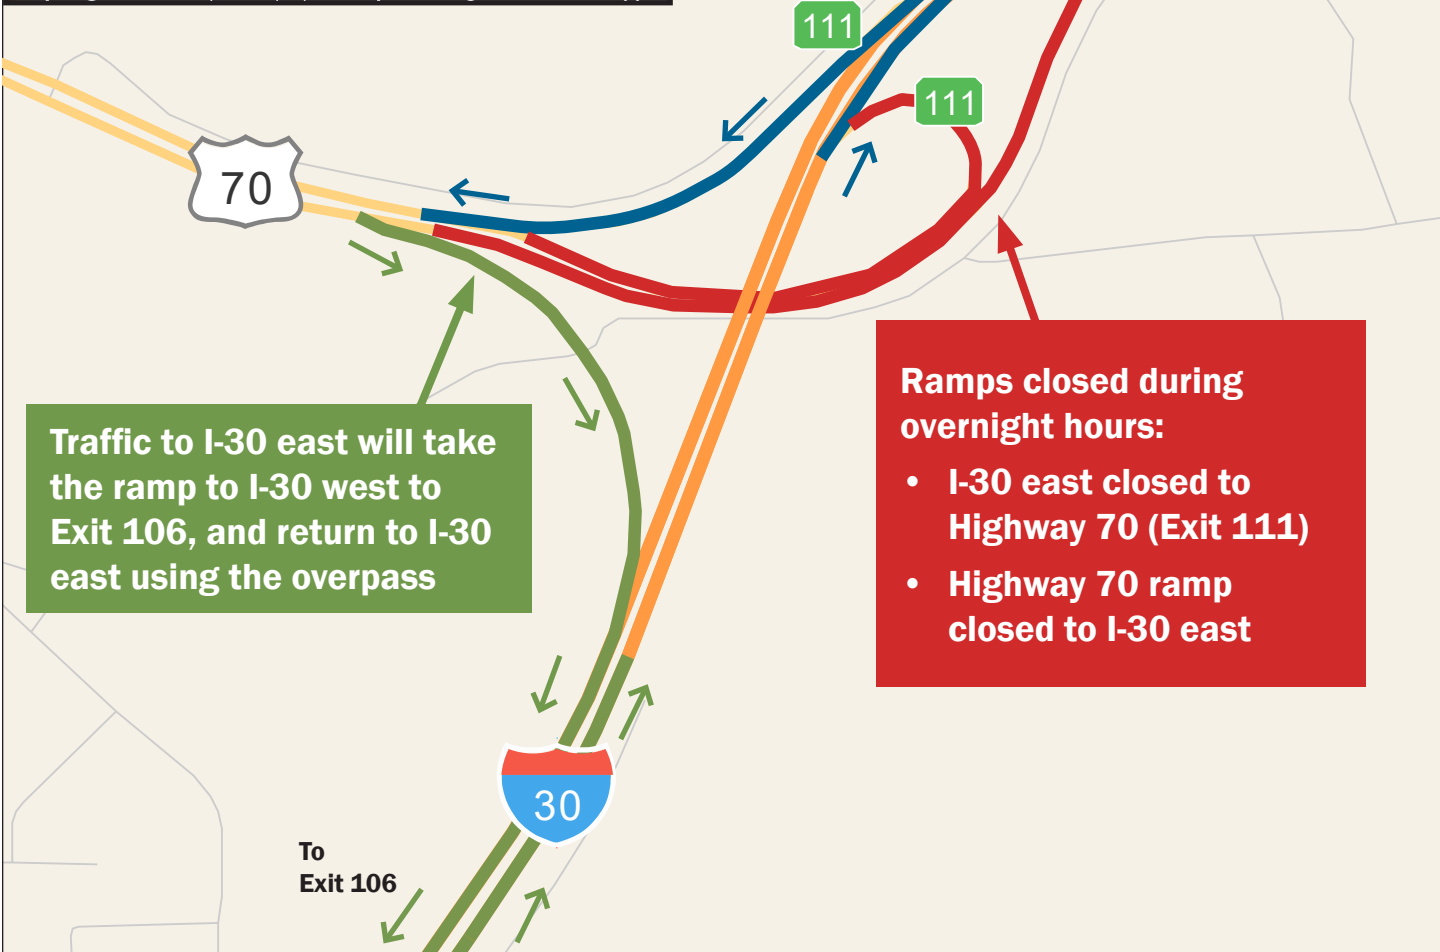 111
111
70
Traffic to I-30 east will take
the ramp to I-30 west to
Exit 106, and return to I-30
east using the overpass
Ramps closed during
overnight hours:
• I-30 east closed to
Highway 70 (Exit 111)
• Highway 70 ramp
closed to I-30 east
30
To
Exit 106